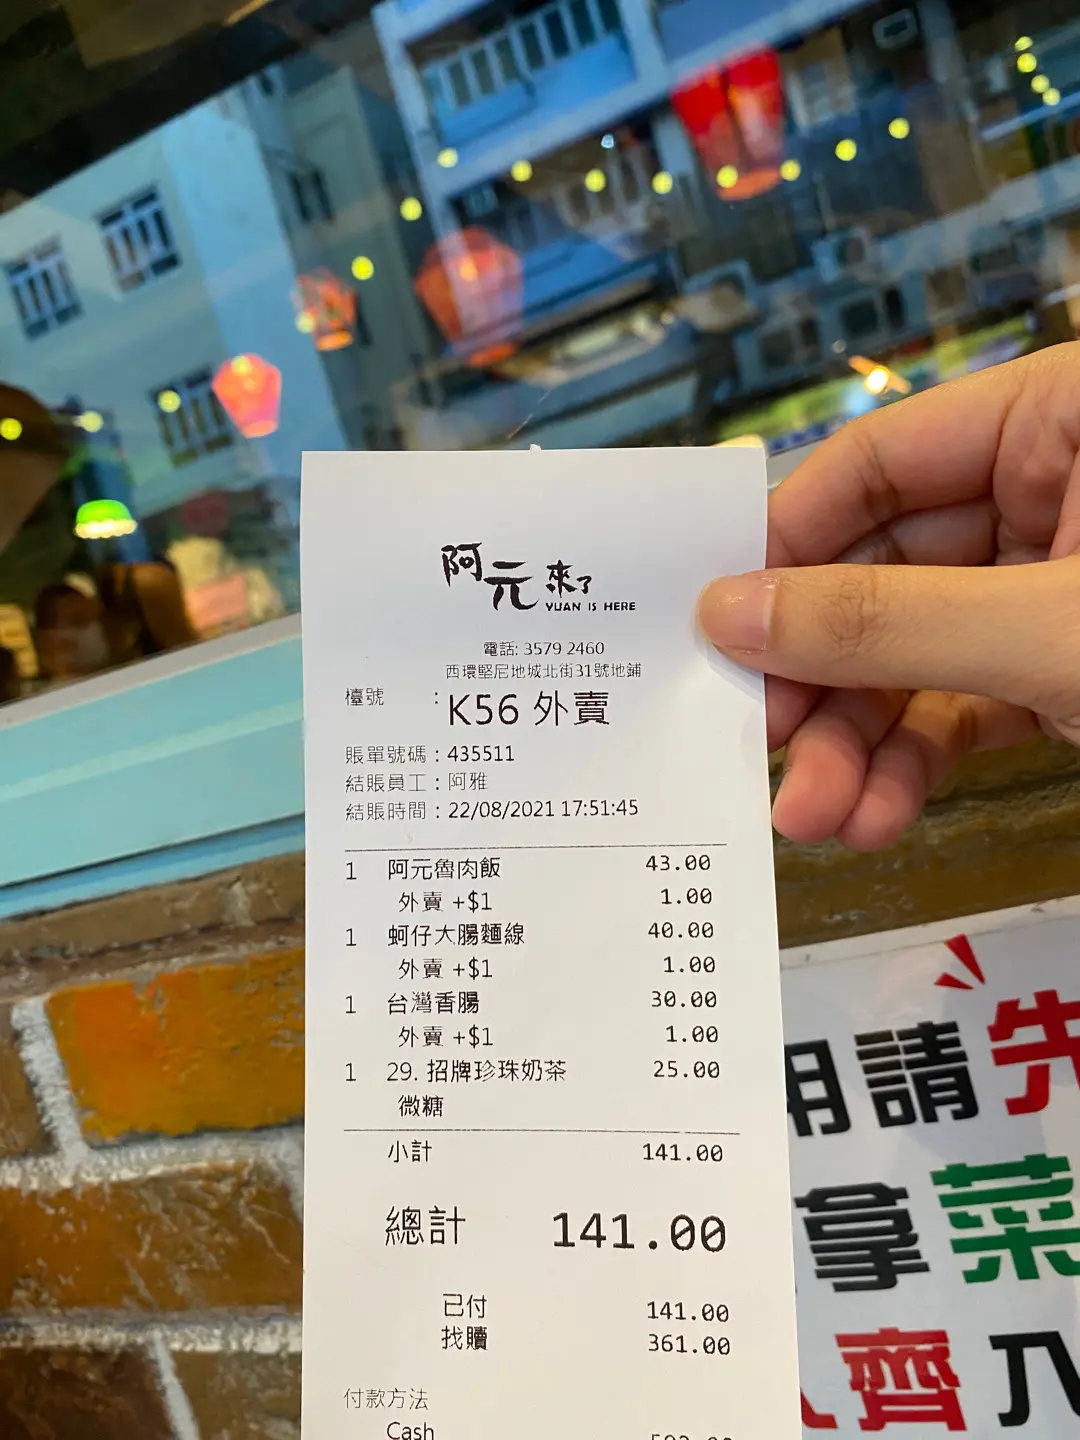 阿元來了
YUAN IS HERE
電話: 3579 2460
西環堅尼地城北街31號地鋪
檯號 : K56 外賣
賬單號碼 : 435511
結賬員工 : 阿雅
結賬時間 : 22/08/2021 17:51:45
1 阿元魯肉飯 43.00
外賣 +$1 1.00
1 蚵仔大腸麵線 40.00
外賣 +$1 1.00
1 台灣香腸 30.00
外賣 +$1 1.00
1 29. 招牌珍珠奶茶 25.00
微糖
小計 141.00
總計 141.00
已付 141.00
找贖 361.00
付款方法
Cash
用請先
拿菜
齊入